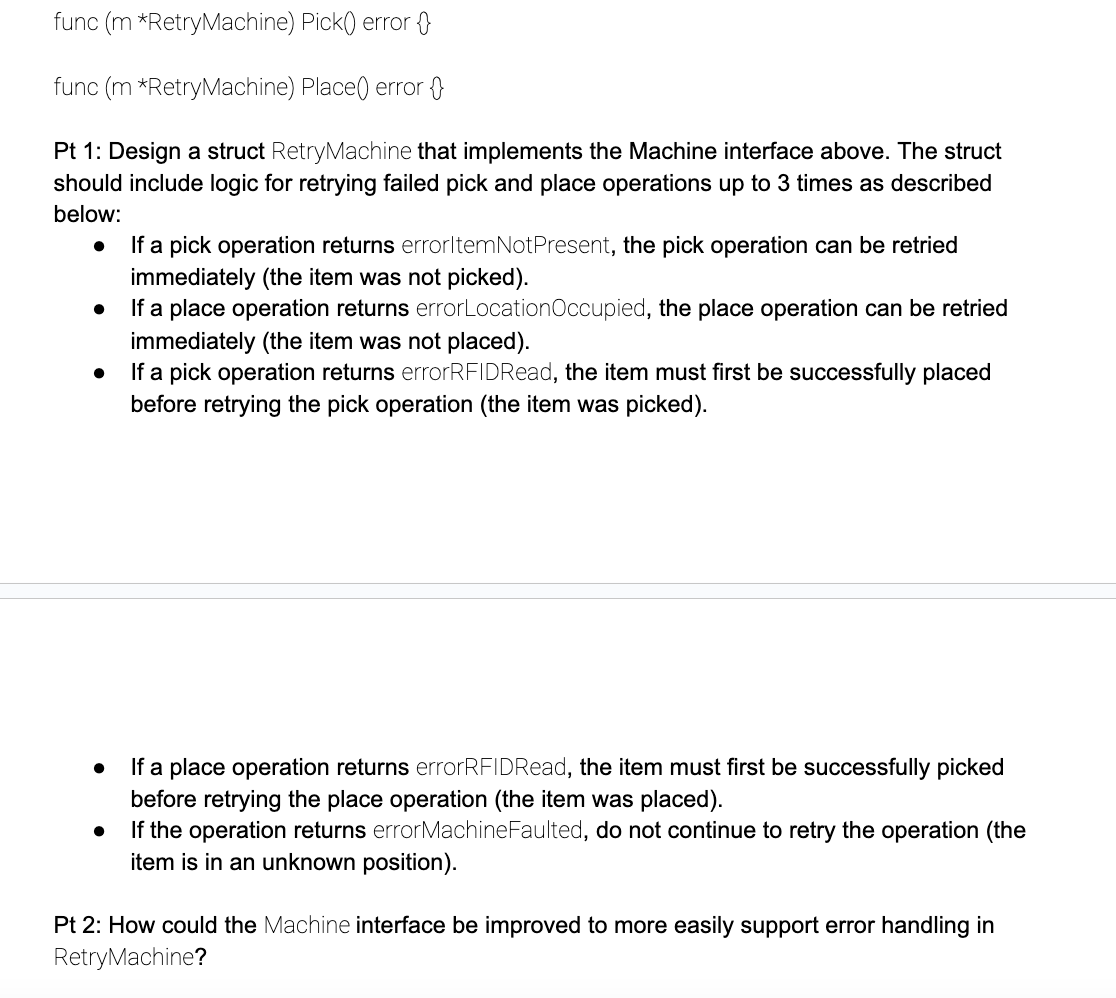 func (m *RetryMachine) Pick() error {}
func (m *RetryMachine) Place() error {}
Pt 1: Design a struct RetryMachine that implements the Machine interface above. The struct
should include logic for retrying failed pick and place operations up to 3 times as described
below:
● If a pick operation returns errorItemNotPresent, the pick operation can be retried
immediately (the item was not picked).
● If a place operation returns errorLocationOccupied, the place operation can be retried
immediately (the item was not placed).
● If a pick operation returns errorRFIDRead, the item must first be successfully placed
before retrying the pick operation (the item was picked).
● If a place operation returns errorRFIDRead, the item must first be successfully picked
before retrying the place operation (the item was placed).
● If the operation returns errorMachineFaulted, do not continue to retry the operation (the
item is in an unknown position).
Pt 2: How could the Machine interface be improved to more easily support error handling in
RetryMachine?